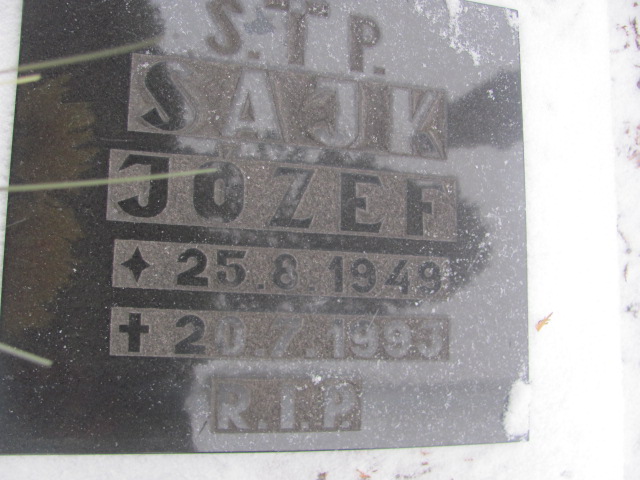 Ś.✝P.
SAJK
JÓZEF
✦ 25.8.1949
✝
R.I.P.